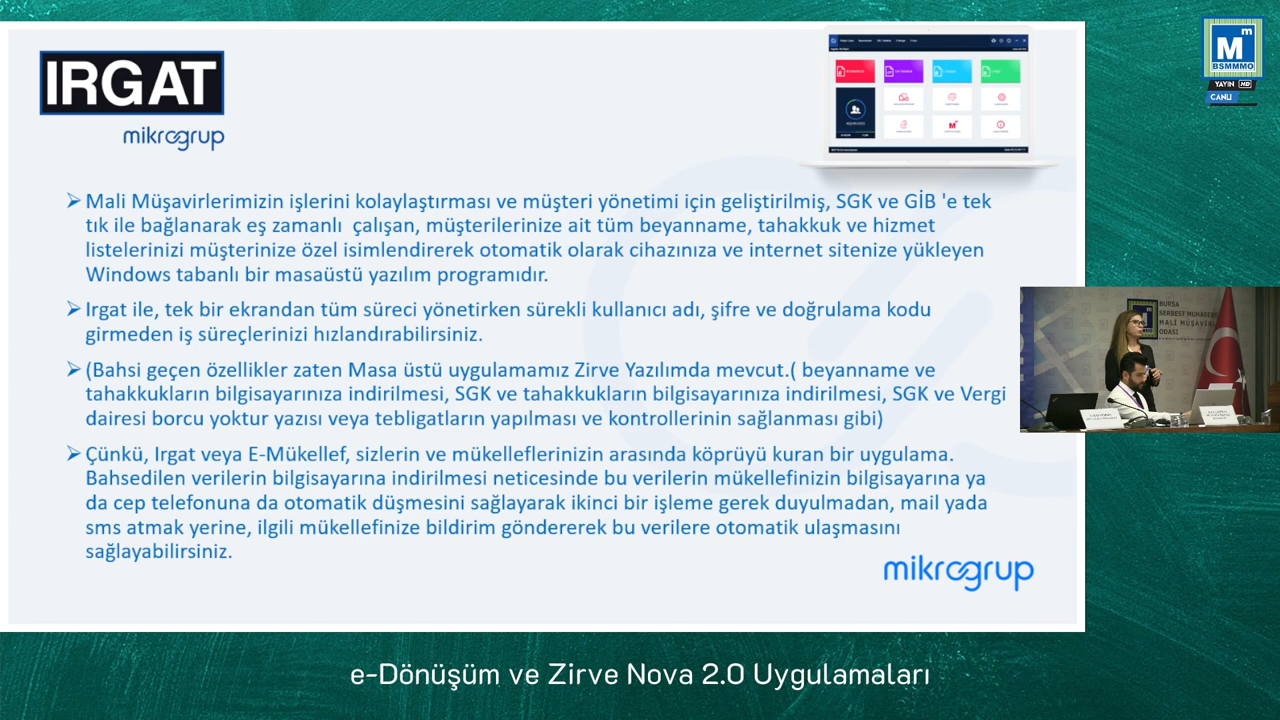 IRGAT
mikrogrup
M m
BSMMMO
YAYIN HD
CANLI
Mali Müşavirlerimizin işlerini kolaylaştırması ve müşteri yönetimi için geliştirilmiş, SGK ve GİB 'e tek
tık ile bağlanarak eş zamanlı çalışan, müşterilerinize ait tüm beyanname, tahakkuk ve hizmet
listelerinizi müşterinize özel isimlendirerek otomatik olarak cihazınıza ve internet sitenize yükleyen
Windows tabanlı bir masaüstü yazılım programıdır.
Irgat ile, tek bir ekrandan tüm süreci yönetirken sürekli kullanıcı adı, şifre ve doğrulama kodu
girmeden iş süreçlerinizi hızlandırabilirsiniz.
(Bahsi geçen özellikler zaten Masa üstü uygulamamız Zirve Yazılımda mevcut.( beyanname ve
tahakkukların bilgisayarınıza indirilmesi, SGK ve tahakkukların bilgisayarınıza indirilmesi, SGK ve Vergi
dairesi borcu yoktur yazısı veya tebligatların yapılması ve kontrollerinin sağlanması gibi)
Çünkü, Irgat veya E-Mükellef, sizlerin ve mükelleflerinizin arasında köprüyü kuran bir uygulama.
Bahsedilen verilerin bilgisayarına indirilmesi neticesinde bu verilerin mükellefinizin bilgisayarına ya
da cep telefonuna da otomatik düşmesini sağlayarak ikinci bir işleme gerek duyulmadan, mail yada
sms atmak yerine, ilgili mükellefinize bildirim göndererek bu verilere otomatik ulaşmasını
sağlayabilirsiniz.
mikrogrup
BURSA
SERBEST MUHASEBE
MALİ MÜŞAVİRL
ODASI
e-Dönüşüm ve Zirve Nova 2.0 Uygulamaları